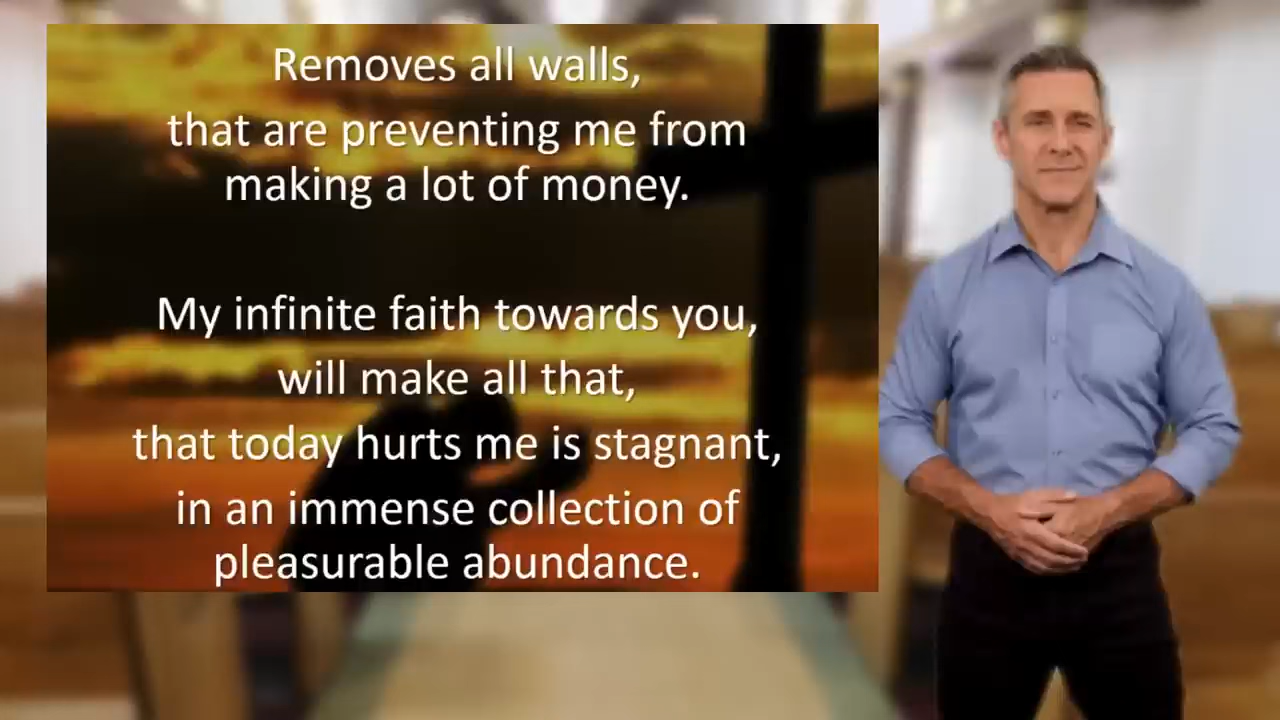 Removes all walls,
that are preventing me from
making a lot of money.
My infinite faith towards you,
will make all that,
that today hurts me is stagnant,
in an immense collection of
pleasurable abundance.